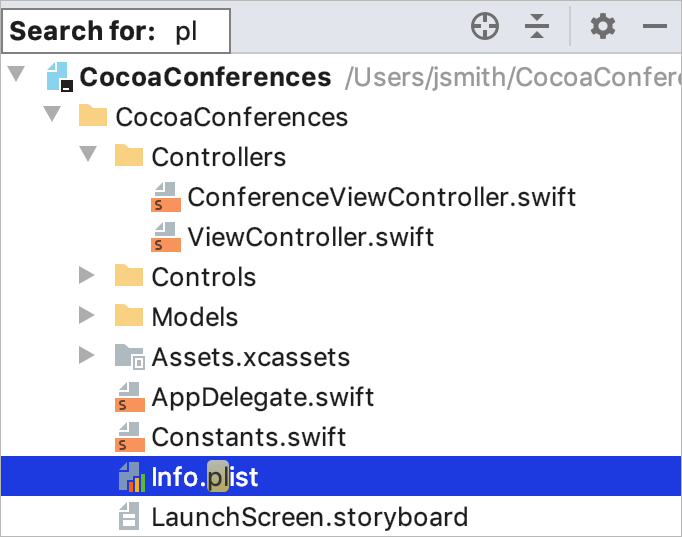 Search for: pl
CocoaConferences /Users/jsmith/CocoaConfere
CocoaConferences
Controllers
ConferenceViewController.swift
ViewController.swift
Controls
Models
Assets.xcassets
AppDelegate.swift
Constants.swift
Info.plist
LaunchScreen.storyboard